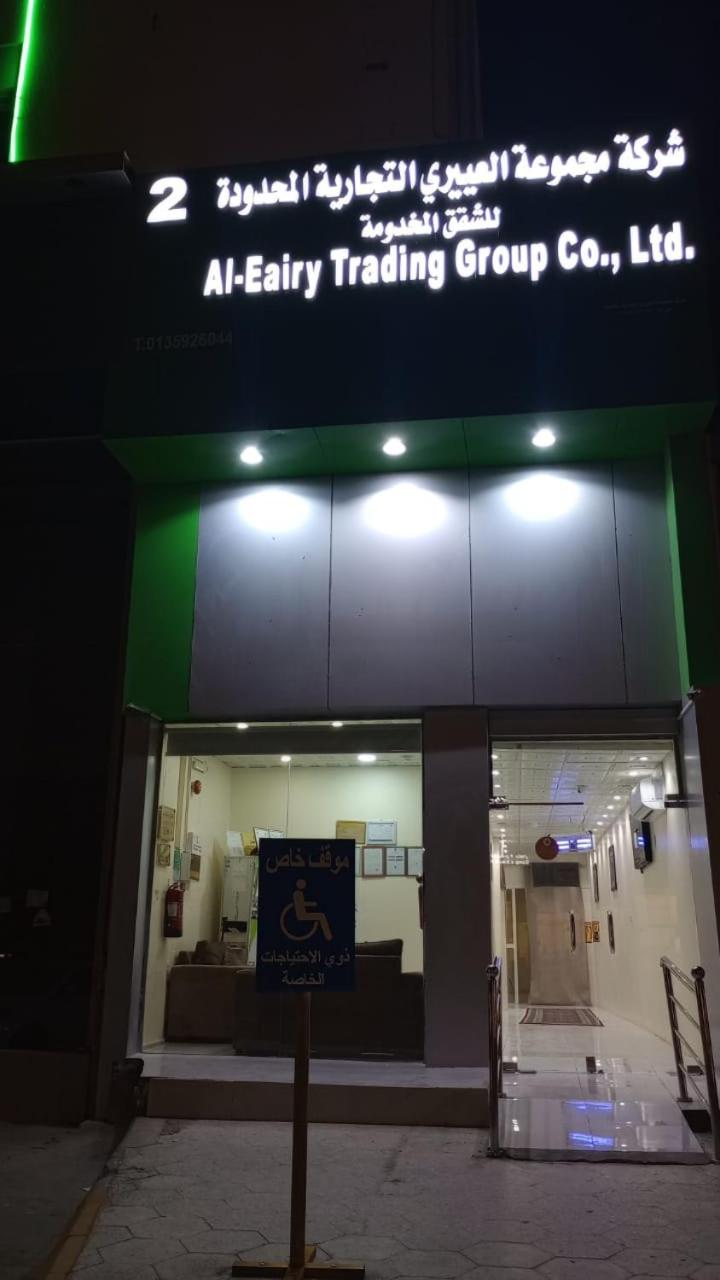 شركة مجموعة العييري التجارية المحدودة 2
للشقق المخدومة
Al-Eairy Trading Group Co., Ltd.
T:0135926044
موقف خاص
ذوي الاحتياجات
الخاصة